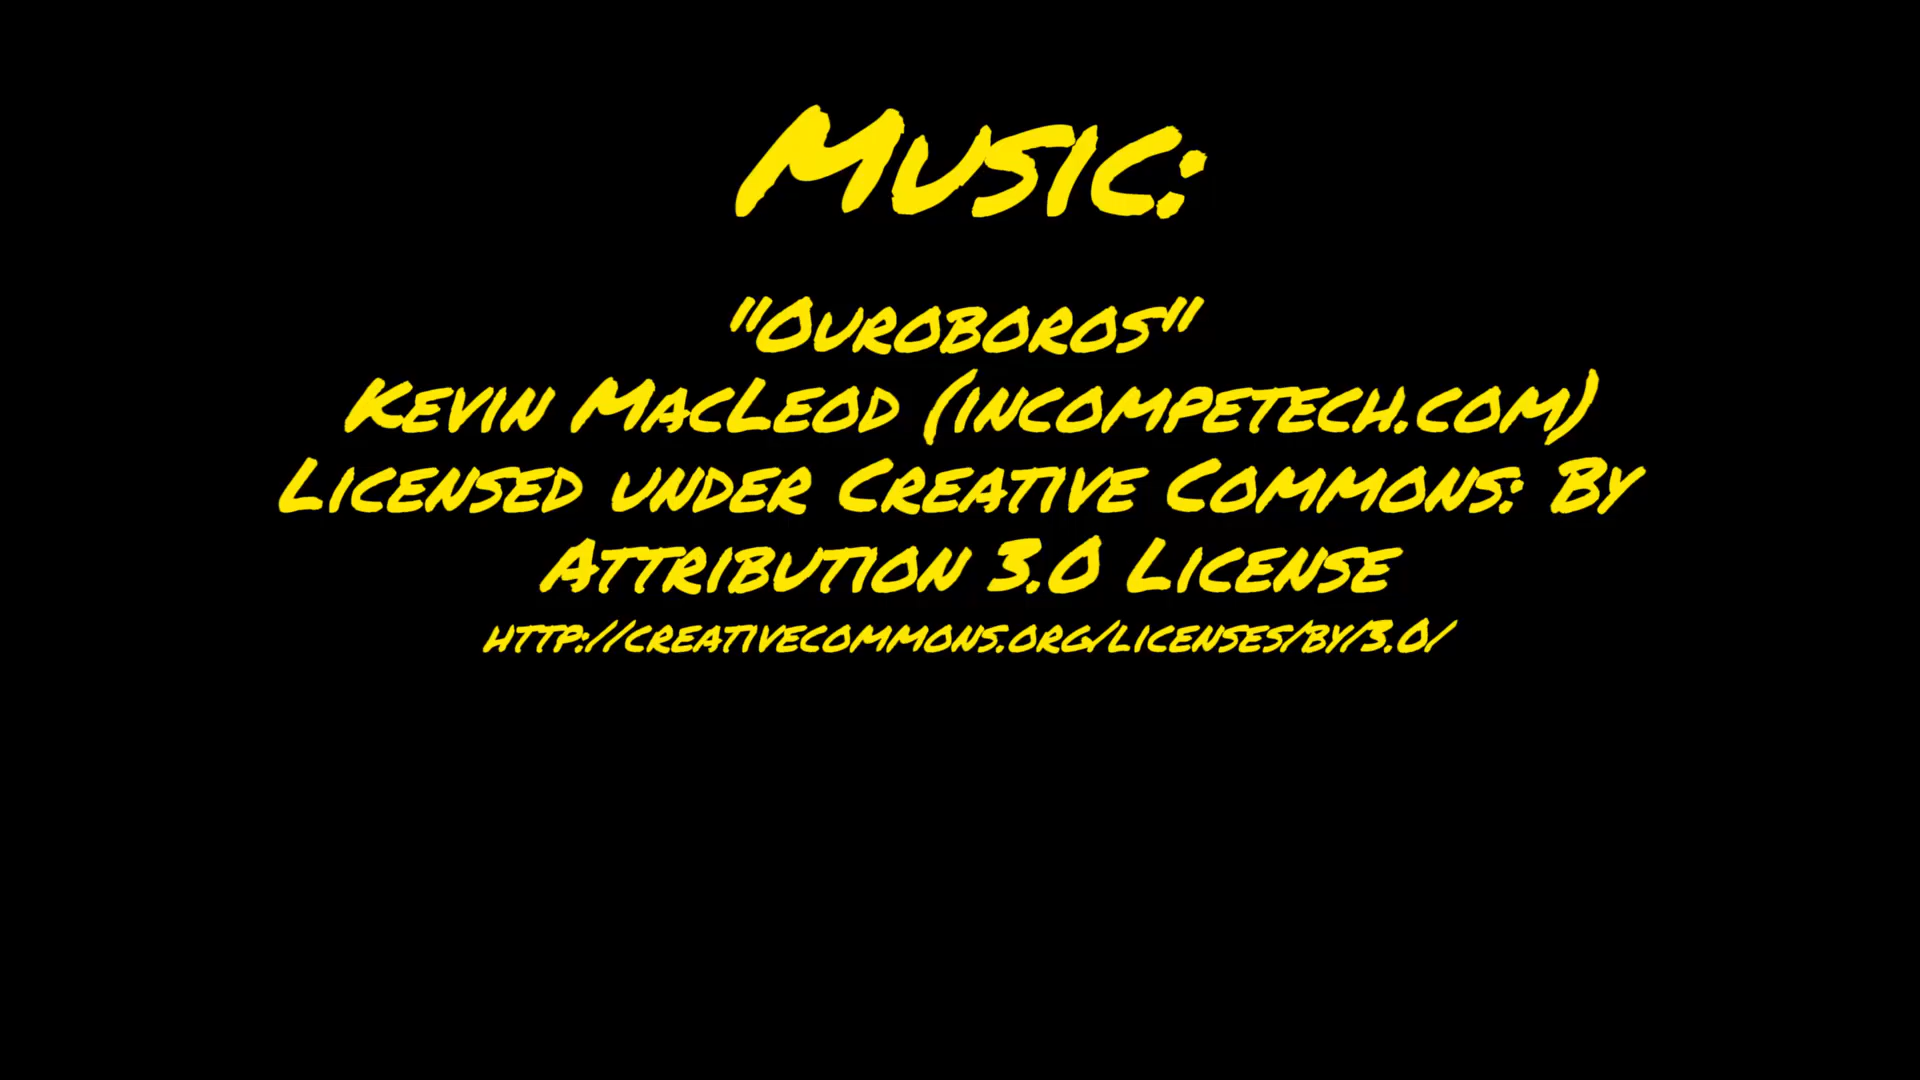 Music:
"Ouroboros"
Kevin MacLeod (incompetech.com)
Licensed under Creative Commons: By
Attribution 3.0 License
http://creativecommons.org/licenses/by/3.0/